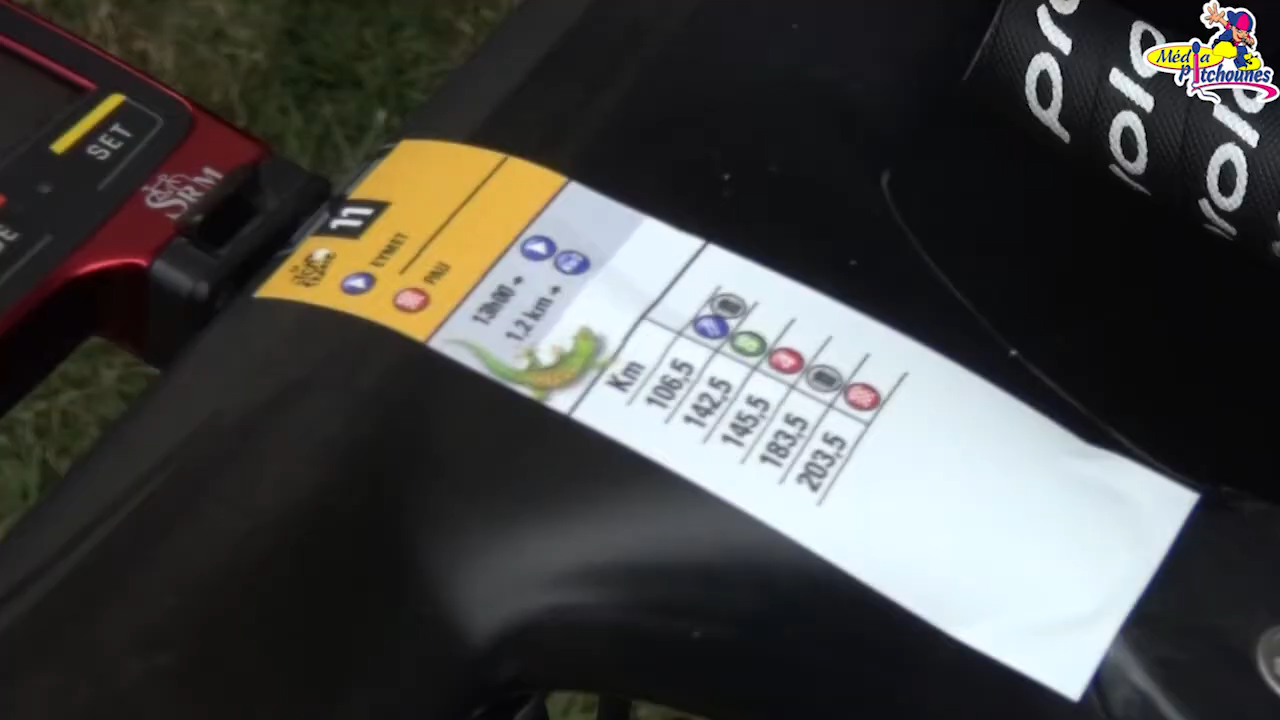 SET
SRM
11
EYMET
PAU
13h00
1,2 km
Km
106,5
142,5
145,5
183,5
203,5
pro
Média
Pitchounes